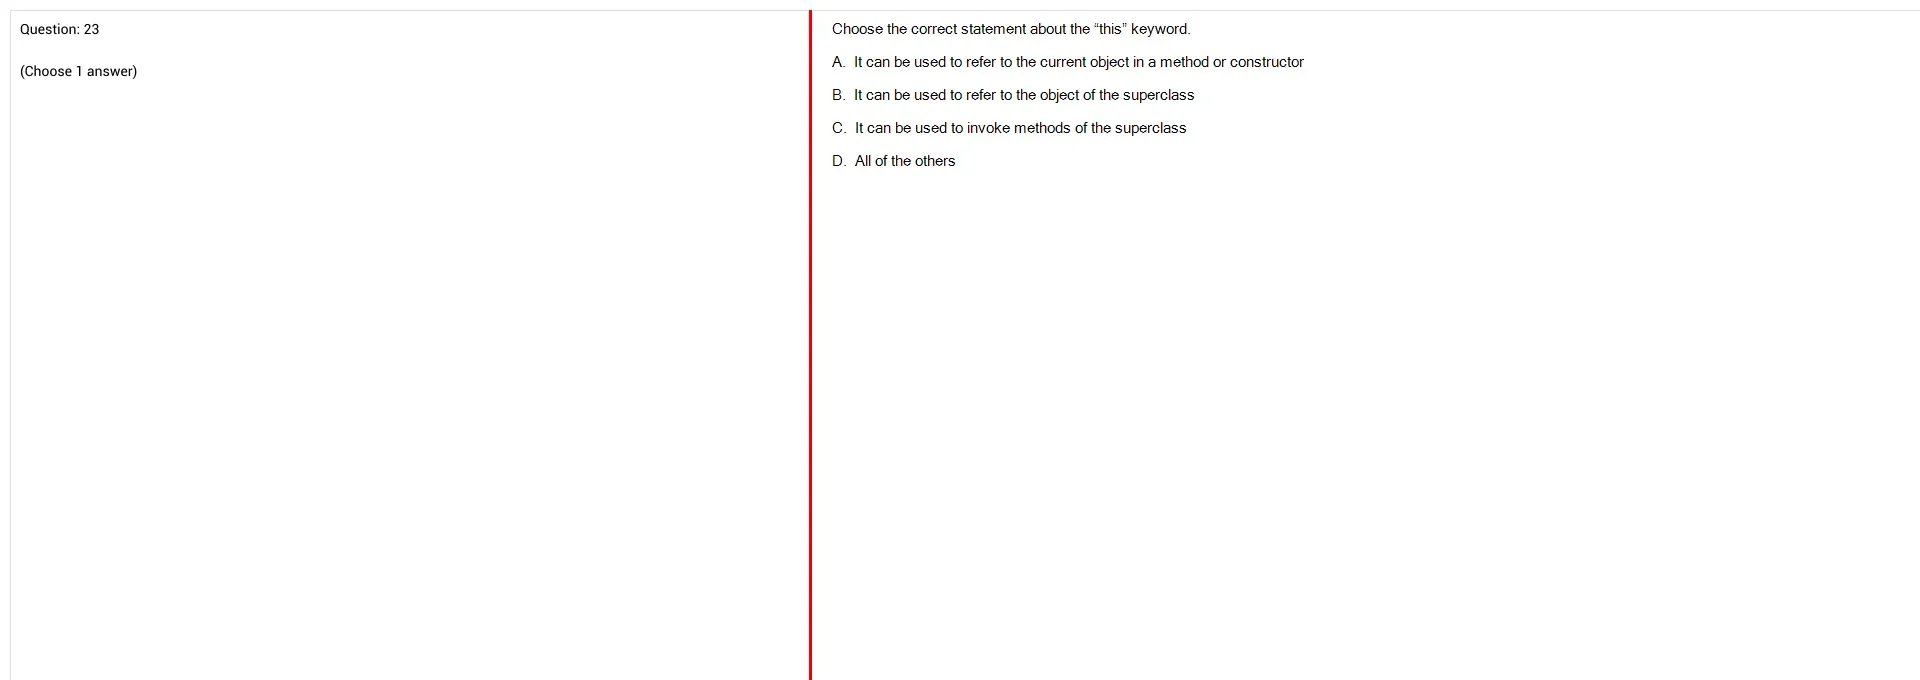 Question: 23
(Choose 1 answer)
Choose the correct statement about the “this” keyword.
A. It can be used to refer to the current object in a method or constructor
B. It can be used to refer to the object of the superclass
C. It can be used to invoke methods of the superclass
D. All of the others